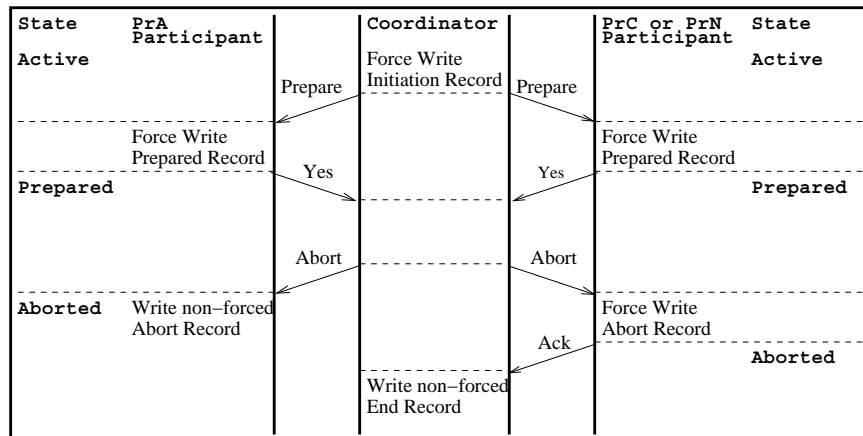 State PrA Coordinator PrC or PrN State
Participant Participant
Active Force Write Active
Initiation Record
Prepare Prepare
Force Write Force Write
Prepared Record Prepared Record
Yes Yes
Prepared Prepared
Abort Abort
Aborted Write non−forced Force Write
Abort Record Abort Record
Ack
Aborted
Write non−forced
End Record